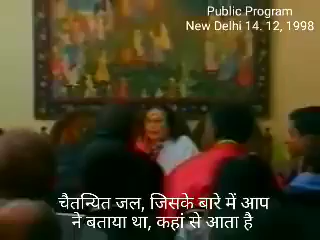 Public Program
New Delhi 14. 12, 1998
चैतन्यित जल, जिसके बारे में आप
ने बताया था, कहां से आता है